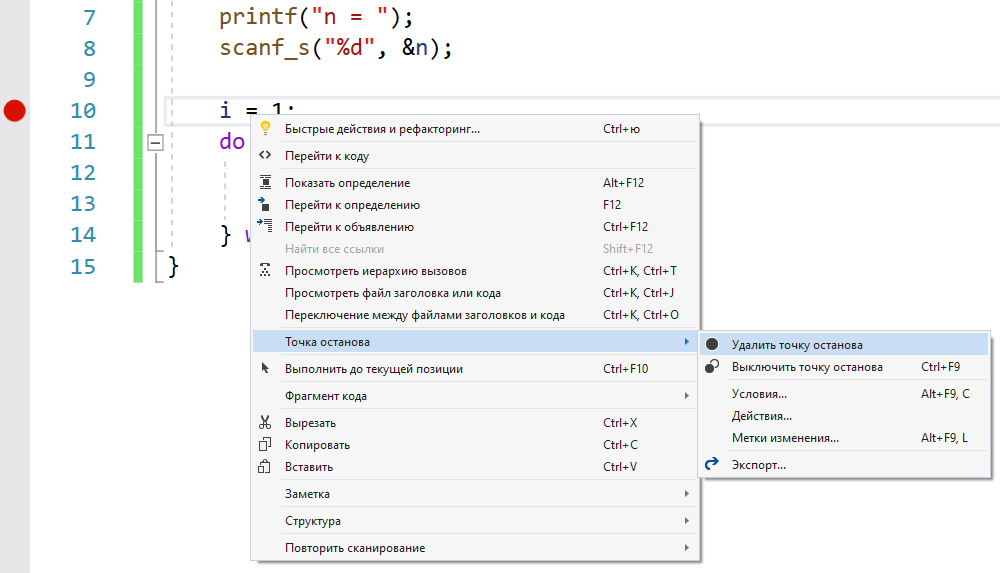 7 printf("n = ");
8 scanf_s("%d", &n);
9
10 i = 1;
11 do
12
13
14 }
15 }
Быстрые действия и рефакторинг... Ctrl+ю
Перейти к коду
Показать определение Alt+F12
Перейти к определению F12
Перейти к объявлению Ctrl+F12
Найти все ссылки Shift+F12
Просмотреть иерархию вызовов Ctrl+K, Ctrl+T
Просмотреть файл заголовка или кода Ctrl+K, Ctrl+J
Переключение между файлами заголовков и кода Ctrl+K, Ctrl+O
Точка останова
Выполнить до текущей позиции Ctrl+F10
Фрагмент кода
Вырезать Ctrl+X
Копировать Ctrl+C
Вставить Ctrl+V
Заметка
Структура
Повторить сканирование
Удалить точку останова
Выключить точку останова Ctrl+F9
Условия... Alt+F9, C
Действия...
Метки изменения... Alt+F9, L
Экспорт...